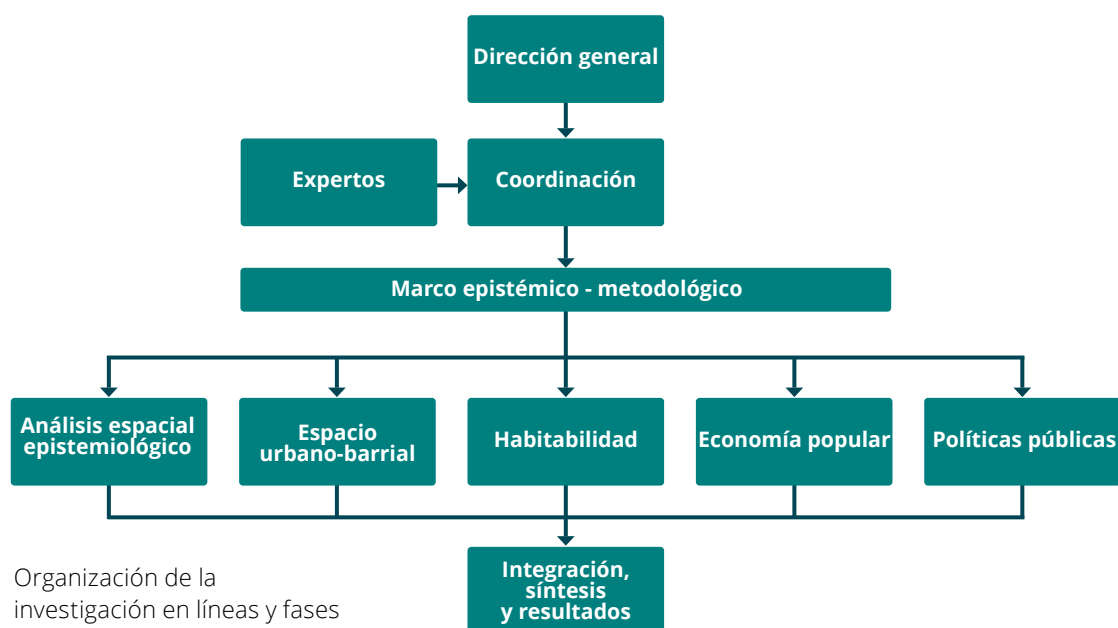 Dirección general
Expertos
Coordinación
Marco epistémico - metodológico
Análisis espacial
epistemiológico
Espacio
urbano-barrial
Habitabilidad
Economía popular
Políticas públicas
Integración,
síntesis
y resultados
Organización de la
investigación en líneas y fases